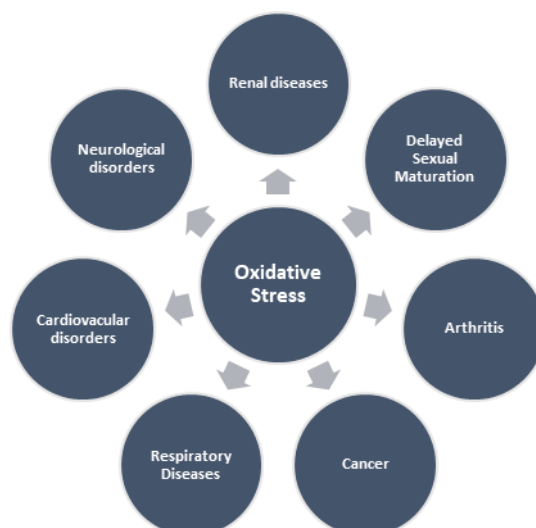 Renal diseases
Delayed
Sexual
Maturation
Arthritis
Cancer
Respiratory
Diseases
Cardiovacular
disorders
Neurological
disorders
Oxidative
Stress